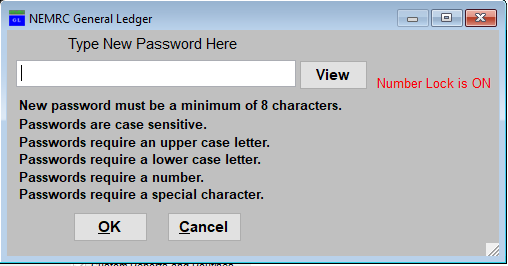 NEMRC General Ledger
Type New Password Here
View
Number Lock is ON
New password must be a minimum of 8 characters.
Passwords are case sensitive.
Passwords require an upper case letter.
Passwords require a lower case letter.
Passwords require a number.
Passwords require a special character.
OK
Cancel